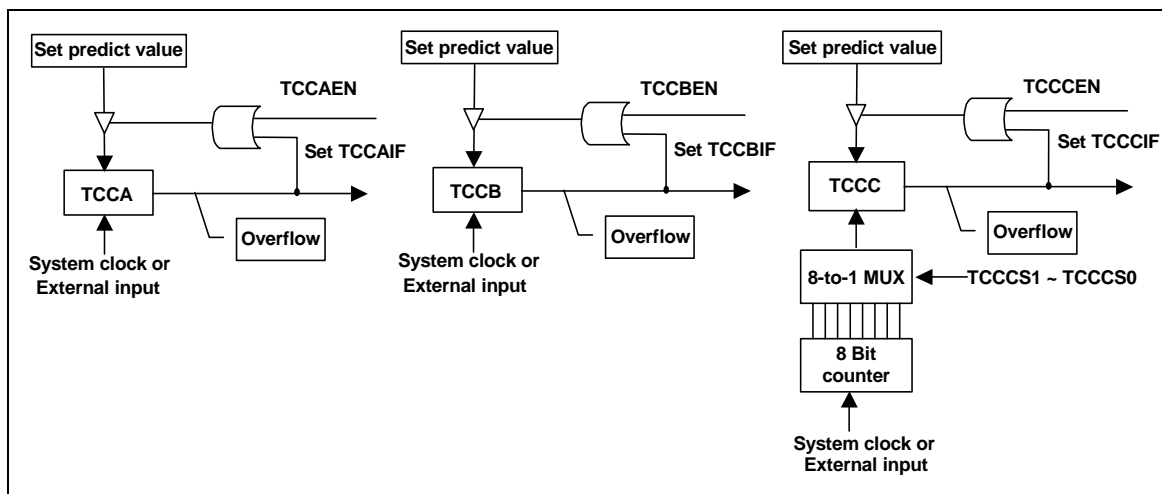 Set predict value
TCCAEN
Set TCCAIF
TCCA
Overflow
System clock or
External input
Set predict value
TCCBEN
Set TCCBIF
TCCB
Overflow
System clock or
External input
Set predict value
TCCCEN
Set TCCCIF
TCCC
Overflow
8-to-1 MUX
TCCCS1 ~ TCCCS0
8 Bit
counter
System clock or
External input